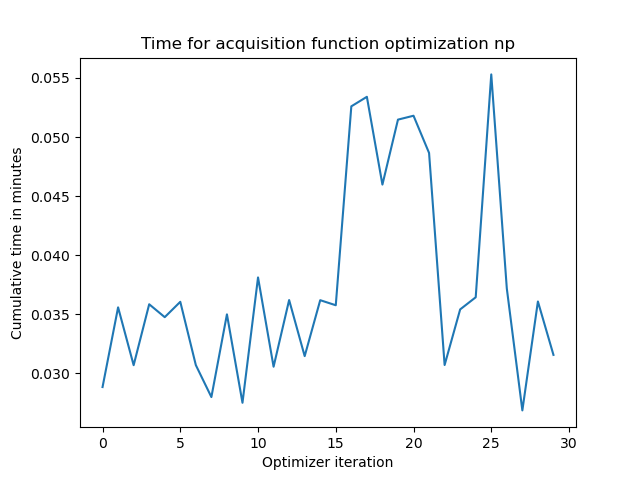 Time for acquisition function optimization np
0.055
0.050
0.045
0.040
0.035
0.030
Cumulative time in minutes
0 5 10 15 20 25 30
Optimizer iteration